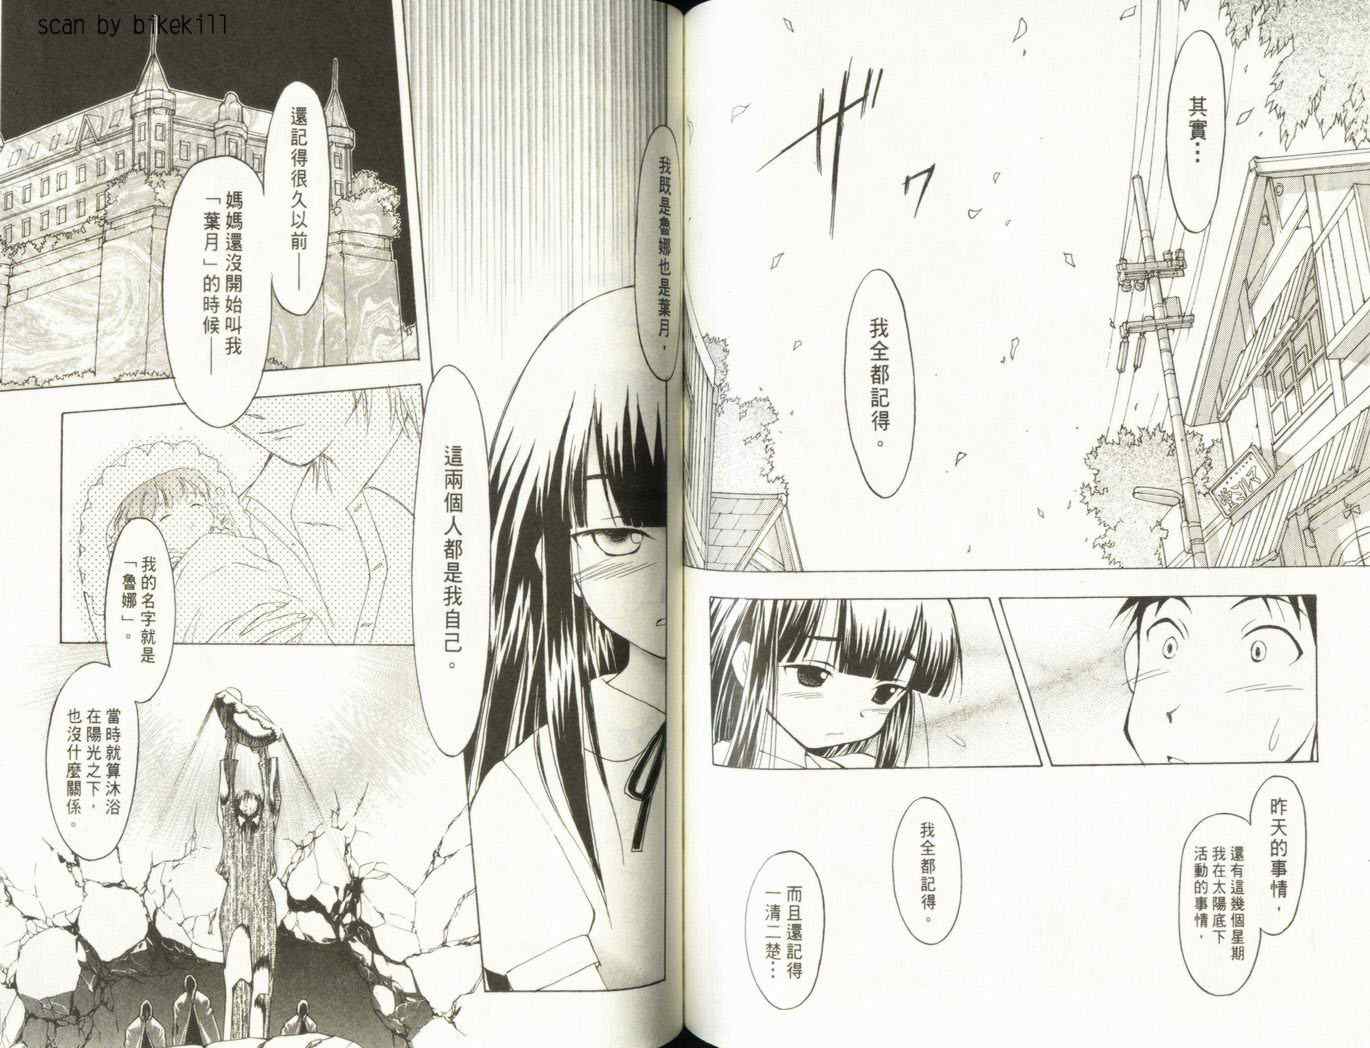 scan by bikekill
其實…
ザ
ワ
我全都記得。
昨天的事情，
還有這幾個星期
我在太陽底下
活動的事情，
我全都記得。
而且還記得
一清二楚…
我既是魯娜也是葉月，
這兩個人都是我自己。
還記得很久以前——
媽媽還沒開始叫我
「葉月」的時候——
我的名字就是
「魯娜」。
當時就算沐浴
在陽光之下，
也沒什麼關係。